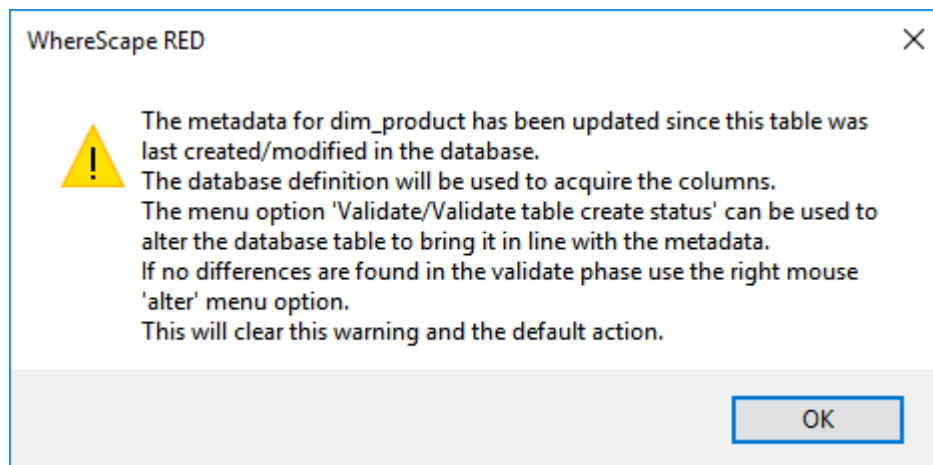 WhereScape RED
The metadata for dim_product has been updated since this table was
last created/modified in the database.
The database definition will be used to acquire the columns.
The menu option 'Validate/Validate table create status' can be used to
alter the database table to bring it in line with the metadata.
If no differences are found in the validate phase use the right mouse
'alter' menu option.
This will clear this warning and the default action.
OK